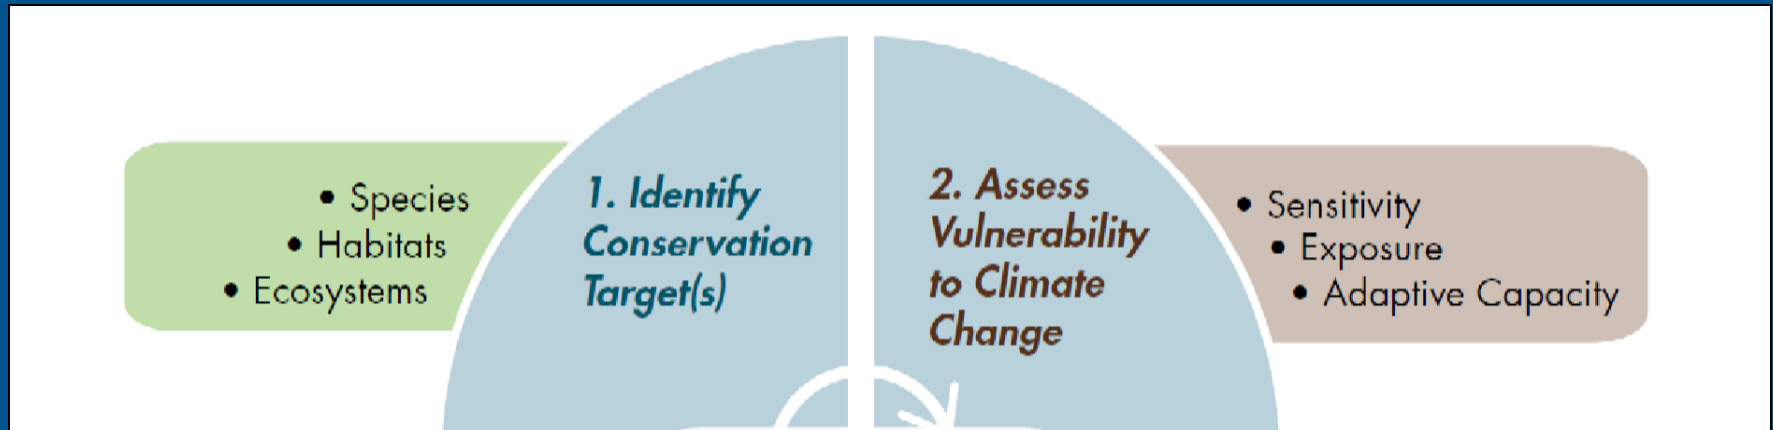 • Species
• Habitats
• Ecosystems
1. Identify
Conservation
Target(s)
2. Assess
Vulnerability
to Climate
Change
• Sensitivity
• Exposure
• Adaptive Capacity